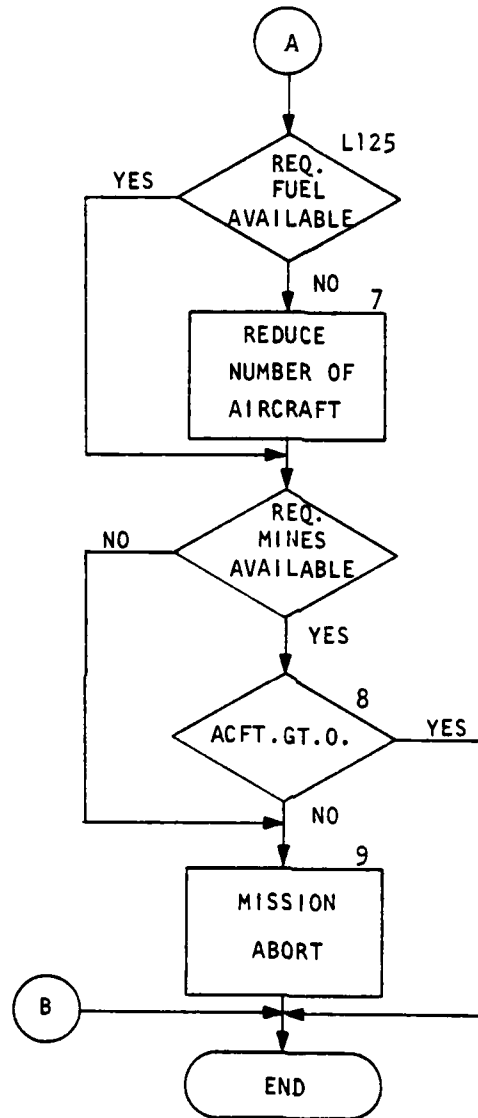 A
L125
REQ.
FUEL
AVAILABLE
YES
NO
7
REDUCE
NUMBER OF
AIRCRAFT
REQ.
MINES
AVAILABLE
NO
YES
8
ACFT.GT.O.
YES
NO
9
MISSION
ABORT
B
END